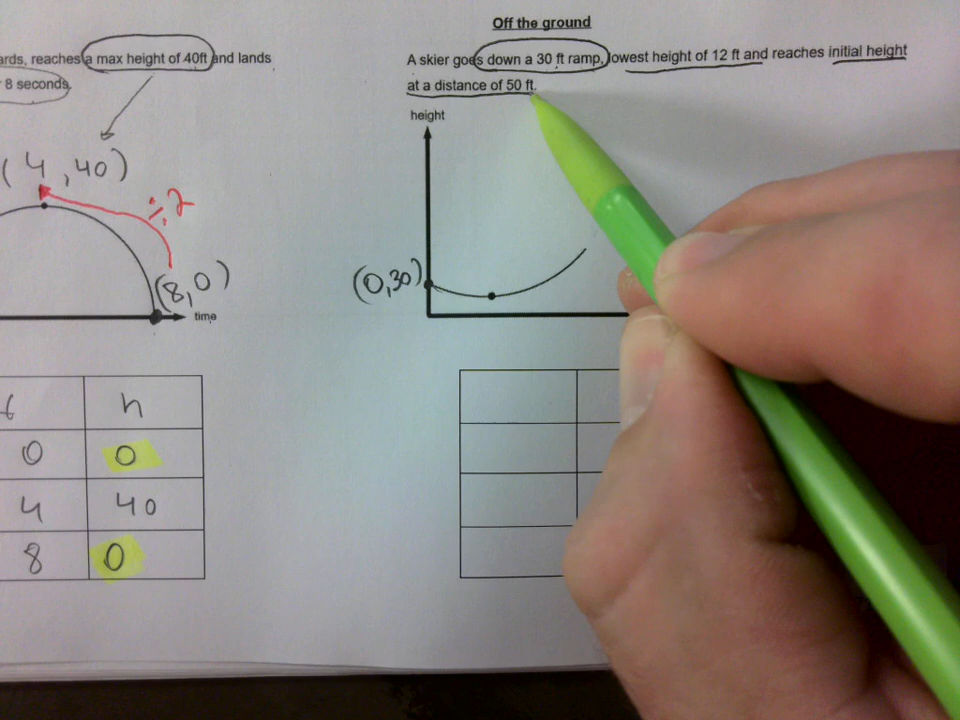 ards, reaches a max height of 40ft and lands
8 seconds.
(4,40)
÷2
(8,0)
time
t h
0 0
4 40
8 0
Off the ground
A skier goes down a 30 ft ramp, lowest height of 12 ft and reaches initial height
at a distance of 50 ft.
height
(0,30)